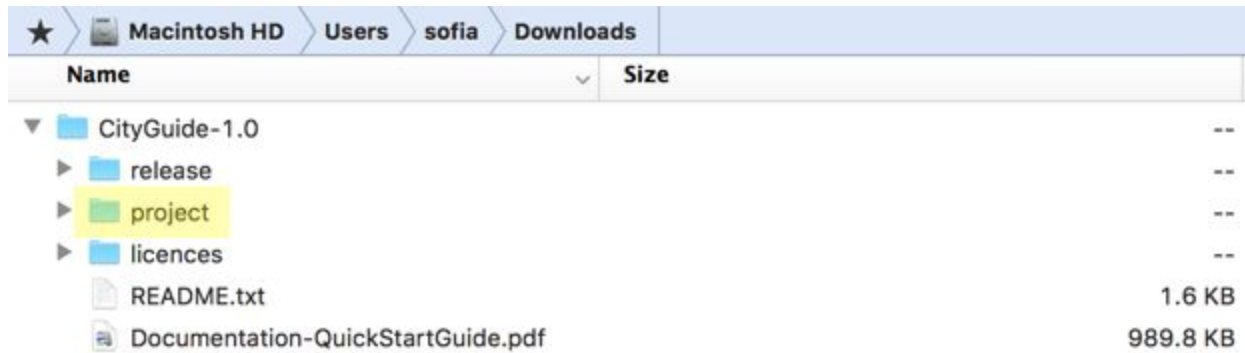 Macintosh HD Users sofia Downloads
Name Size
CityGuide-1.0 --
release --
project --
licences --
README.txt 1.6 KB
Documentation-QuickStartGuide.pdf 989.8 KB